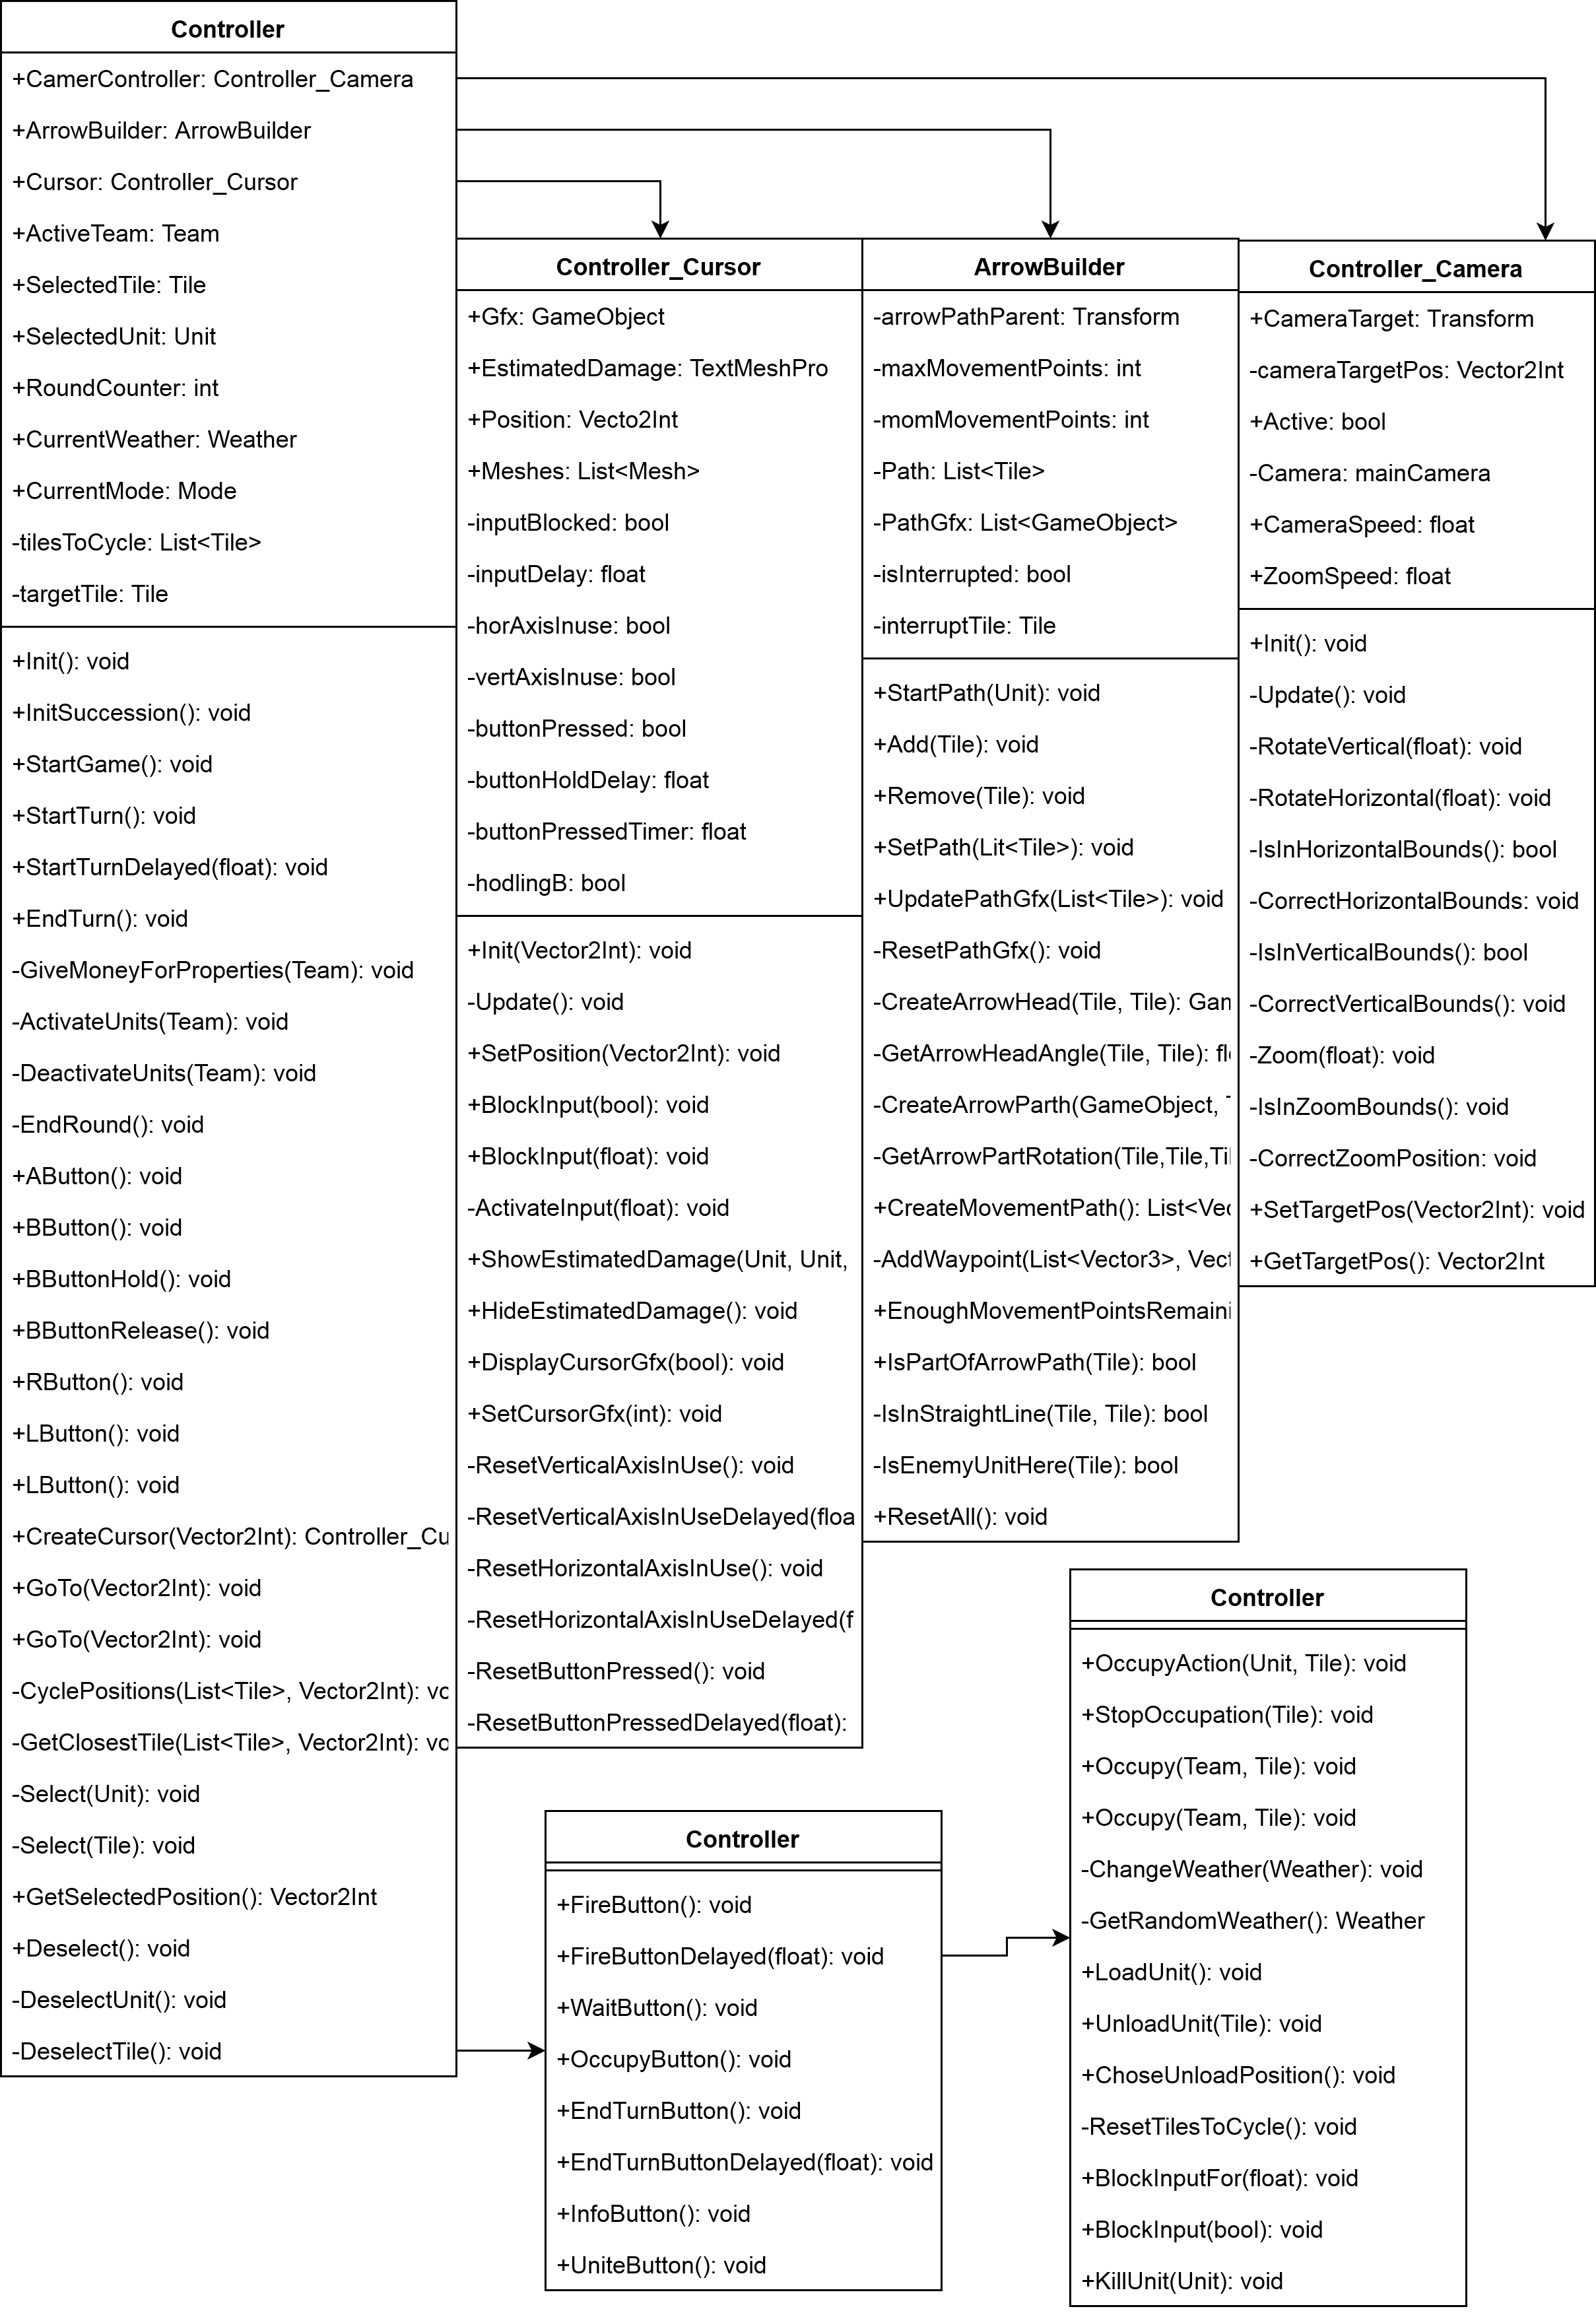 Controller
+CamerController: Controller_Camera
+ArrowBuilder: ArrowBuilder
+Cursor: Controller_Cursor
+ActiveTeam: Team
+SelectedTile: Tile
+SelectedUnit: Unit
+RoundCounter: int
+CurrentWeather: Weather
+CurrentMode: Mode
-tilesToCycle: List<Tile>
-targetTile: Tile
+Init(): void
+InitSuccession(): void
+StartGame(): void
+StartTurn(): void
+StartTurnDelayed(float): void
+EndTurn(): void
-GiveMoneyForProperties(Team): void
-ActivateUnits(Team): void
-DeactivateUnits(Team): void
-EndRound(): void
+AButton(): void
+BButton(): void
+BButtonHold(): void
+BButtonRelease(): void
+RButton(): void
+LButton(): void
+LButton(): void
+CreateCursor(Vector2Int): Controller_Cu
+GoTo(Vector2Int): void
+GoTo(Vector2Int): void
-CyclePositions(List<Tile>, Vector2Int): vo
-GetClosestTile(List<Tile>, Vector2Int): vo
-Select(Unit): void
-Select(Tile): void
+GetSelectedPosition(): Vector2Int
+Deselect(): void
-DeselectUnit(): void
-DeselectTile(): void
Controller_Cursor
+Gfx: GameObject
+EstimatedDamage: TextMeshPro
+Position: Vecto2Int
+Meshes: List<Mesh>
-inputBlocked: bool
-inputDelay: float
-horAxisInuse: bool
-vertAxisInuse: bool
-buttonPressed: bool
-buttonHoldDelay: float
-buttonPressedTimer: float
-hodlingB: bool
+Init(Vector2Int): void
-Update(): void
+SetPosition(Vector2Int): void
+BlockInput(bool): void
+BlockInput(float): void
-ActivateInput(float): void
+ShowEstimatedDamage(Unit, Unit,
+HideEstimatedDamage(): void
+DisplayCursorGfx(bool): void
+SetCursorGfx(int): void
-ResetVerticalAxisInUse(): void
-ResetVerticalAxisInUseDelayed(floa
-ResetHorizontalAxisInUse(): void
-ResetHorizontalAxisInUseDelayed(f
-ResetButtonPressed(): void
-ResetButtonPressedDelayed(float):
ArrowBuilder
-arrowPathParent: Transform
-maxMovementPoints: int
-momMovementPoints: int
-Path: List<Tile>
-PathGfx: List<GameObject>
-isInterrupted: bool
-interruptTile: Tile
+StartPath(Unit): void
+Add(Tile): void
+Remove(Tile): void
+SetPath(Lit<Tile>): void
+UpdatePathGfx(List<Tile>): void
-ResetPathGfx(): void
-CreateArrowHead(Tile, Tile): Gan
-GetArrowHeadAngle(Tile, Tile): flo
-CreateArrowParth(GameObject, T
-GetArrowPartRotation(Tile,Tile,Til
+CreateMovementPath(): List<Vec
-AddWaypoint(List<Vector3>, Vect
+EnoughMovementPointsRemaini
+IsPartOfArrowPath(Tile): bool
-IsInStraightLine(Tile, Tile): bool
-IsEnemyUnitHere(Tile): bool
+ResetAll(): void
Controller_Camera
+CameraTarget: Transform
-cameraTargetPos: Vector2Int
+Active: bool
-Camera: mainCamera
+CameraSpeed: float
+ZoomSpeed: float
+Init(): void
-Update(): void
-RotateVertical(float): void
-RotateHorizontal(float): void
-IsInHorizontalBounds(): bool
-CorrectHorizontalBounds: void
-IsInVerticalBounds(): bool
-CorrectVerticalBounds(): void
-Zoom(float): void
-IsInZoomBounds(): void
-CorrectZoomPosition: void
+SetTargetPos(Vector2Int): void
+GetTargetPos(): Vector2Int
Controller
+FireButton(): void
+FireButtonDelayed(float): void
+WaitButton(): void
+OccupyButton(): void
+EndTurnButton(): void
+EndTurnButtonDelayed(float): void
+InfoButton(): void
+UniteButton(): void
Controller
+OccupyAction(Unit, Tile): void
+StopOccupation(Tile): void
+Occupy(Team, Tile): void
+Occupy(Team, Tile): void
-ChangeWeather(Weather): void
-GetRandomWeather(): Weather
+LoadUnit(): void
+UnloadUnit(Tile): void
+ChoseUnloadPosition(): void
-ResetTilesToCycle(): void
+BlockInputFor(float): void
+BlockInput(bool): void
+KillUnit(Unit): void